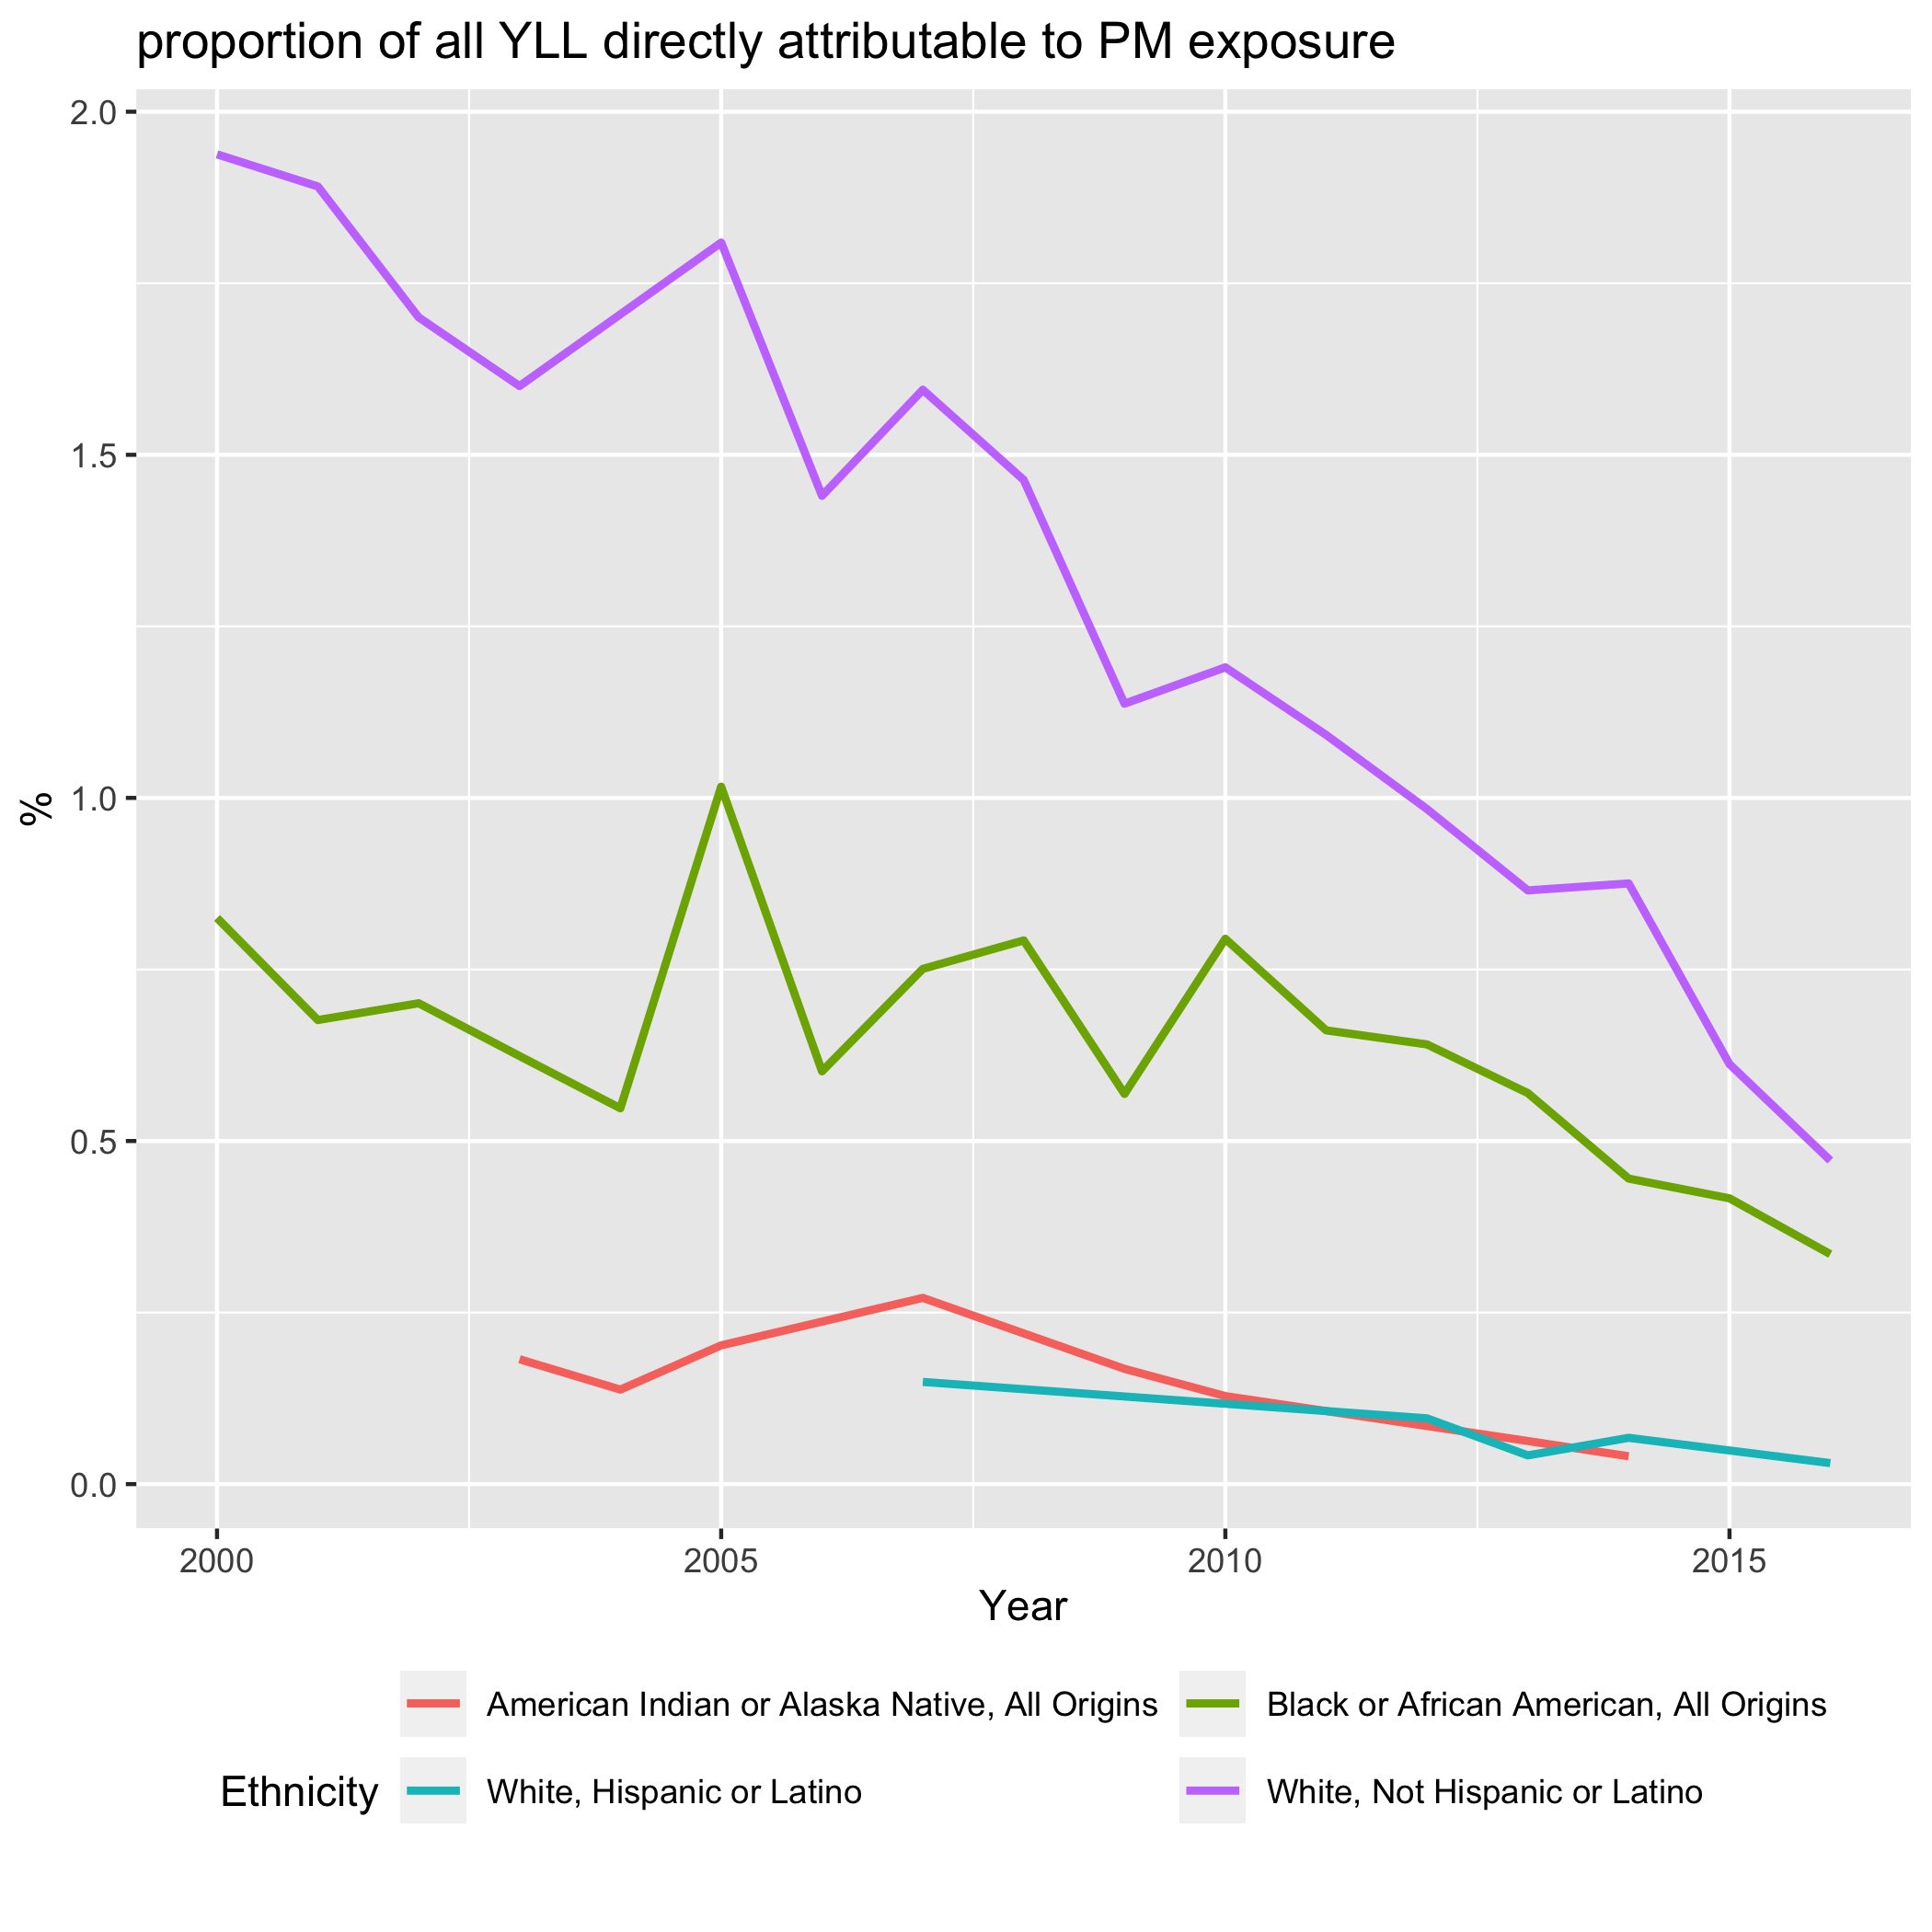 proportion of all YLL directly attributable to PM exposure
2.0
1.5
1.0
0.5
0.0
%
2000 2005 2010 2015
Year
Ethnicity
American Indian or Alaska Native, All Origins
Black or African American, All Origins
White, Hispanic or Latino
White, Not Hispanic or Latino